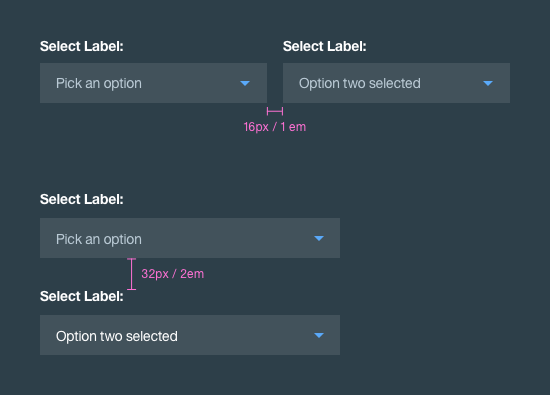 Select Label:
Select Label:
Pick an option
Option two selected
16px / 1 em
Select Label:
Pick an option
32px / 2em
Select Label:
Option two selected